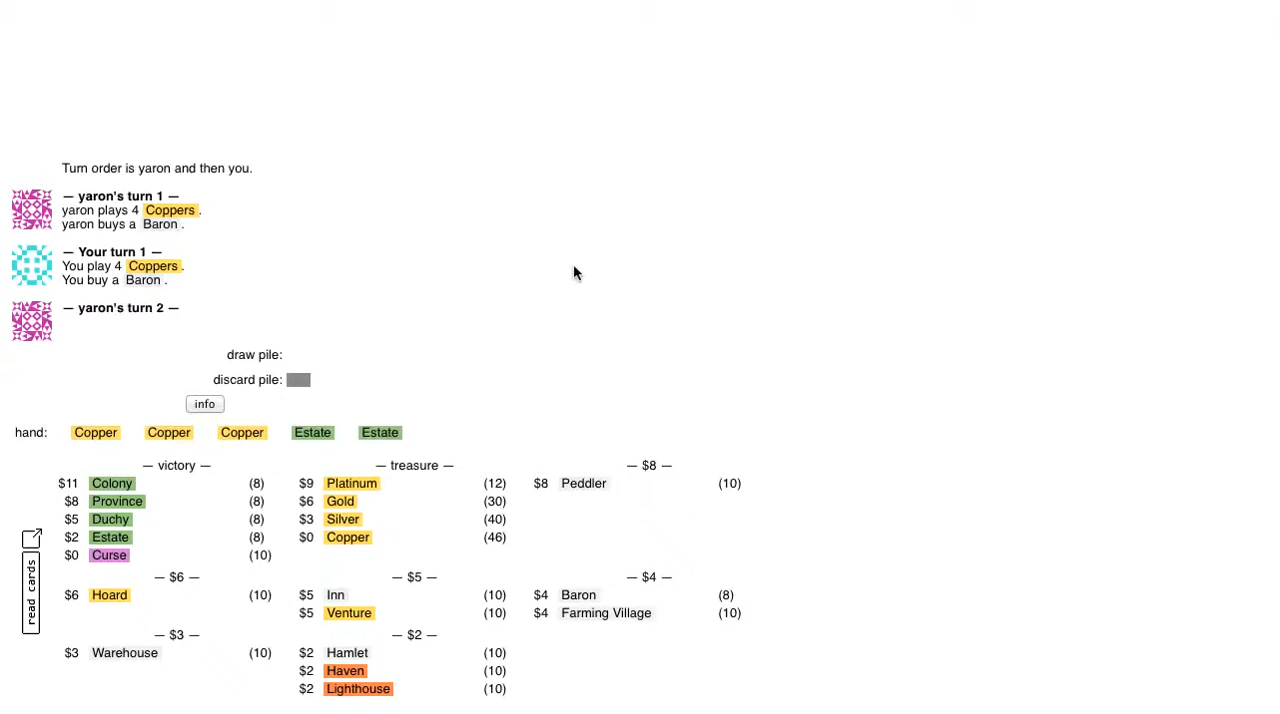 Turn order is yaron and then you.
— yaron's turn 1 —
yaron plays 4 Coppers.
yaron buys a Baron.
— Your turn 1 —
You play 4 Coppers.
You buy a Baron.
— yaron's turn 2 —
draw pile:
discard pile:
info
hand: Copper Copper Copper Estate Estate
— victory — — treasure — — $8 —
$11 Colony (8) $9 Platinum (12) $8 Peddler (10)
$8 Province (8) $6 Gold (30)
$5 Duchy (8) $3 Silver (40)
$2 Estate (8) $0 Copper (46)
$0 Curse (10)
— $6 — — $5 — — $4 —
$6 Hoard (10) $5 Inn (10) $4 Baron (8)
$5 Venture (10) $4 Farming Village (10)
— $3 — — $2 —
$3 Warehouse (10) $2 Hamlet (10)
$2 Haven (10)
$2 Lighthouse (10)
read cards